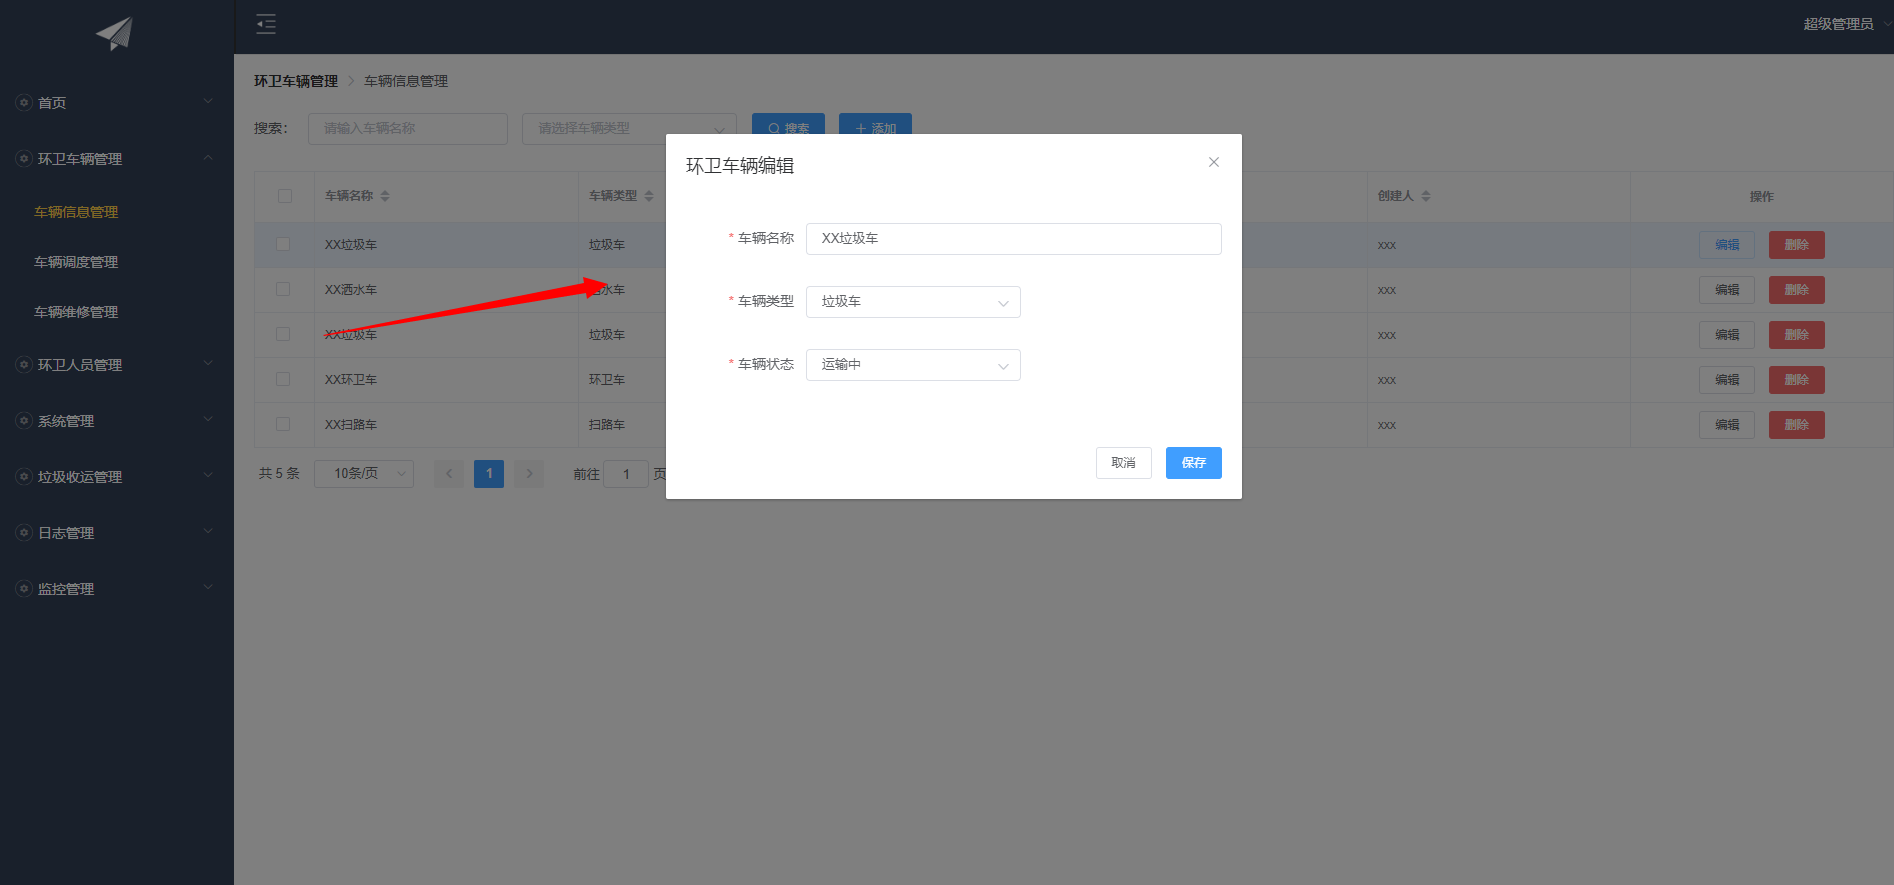 超级管理员
首页
环卫车辆管理
车辆信息管理
车辆调度管理
车辆维修管理
环卫人员管理
系统管理
垃圾收运管理
日志管理
监控管理
环卫车辆管理 车辆信息管理
搜索: 请输入车辆名称 请选择车辆类型 搜索 添加
车辆名称 车辆类型 创建人 操作
XX垃圾车 垃圾车 xxx 编辑 删除
XX洒水车 洒水车 xxx 编辑 删除
XX垃圾车 垃圾车 xxx 编辑 删除
XX环卫车 环卫车 xxx 编辑 删除
XX扫路车 扫路车 xxx 编辑 删除
共 5 条 10条/页 1 前往 1 页
环卫车辆编辑
* 车辆名称 XX垃圾车
* 车辆类型 垃圾车
* 车辆状态 运输中
取消 保存